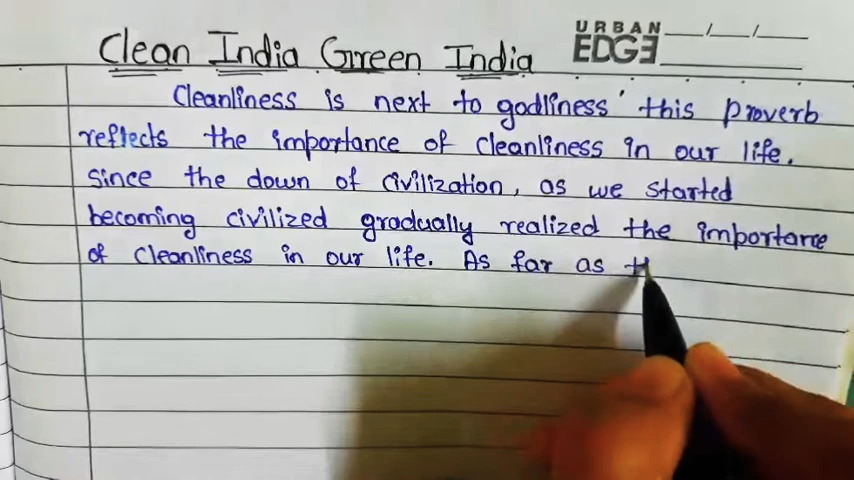 URBAN
EDGE
Clean India Green India
Cleanliness is next to godliness' this proverb
reflects the importance of cleanliness in our life.
since the down of civilization, as we started
becoming civilized gradually realized the importance
of cleanliness in our life. As far as